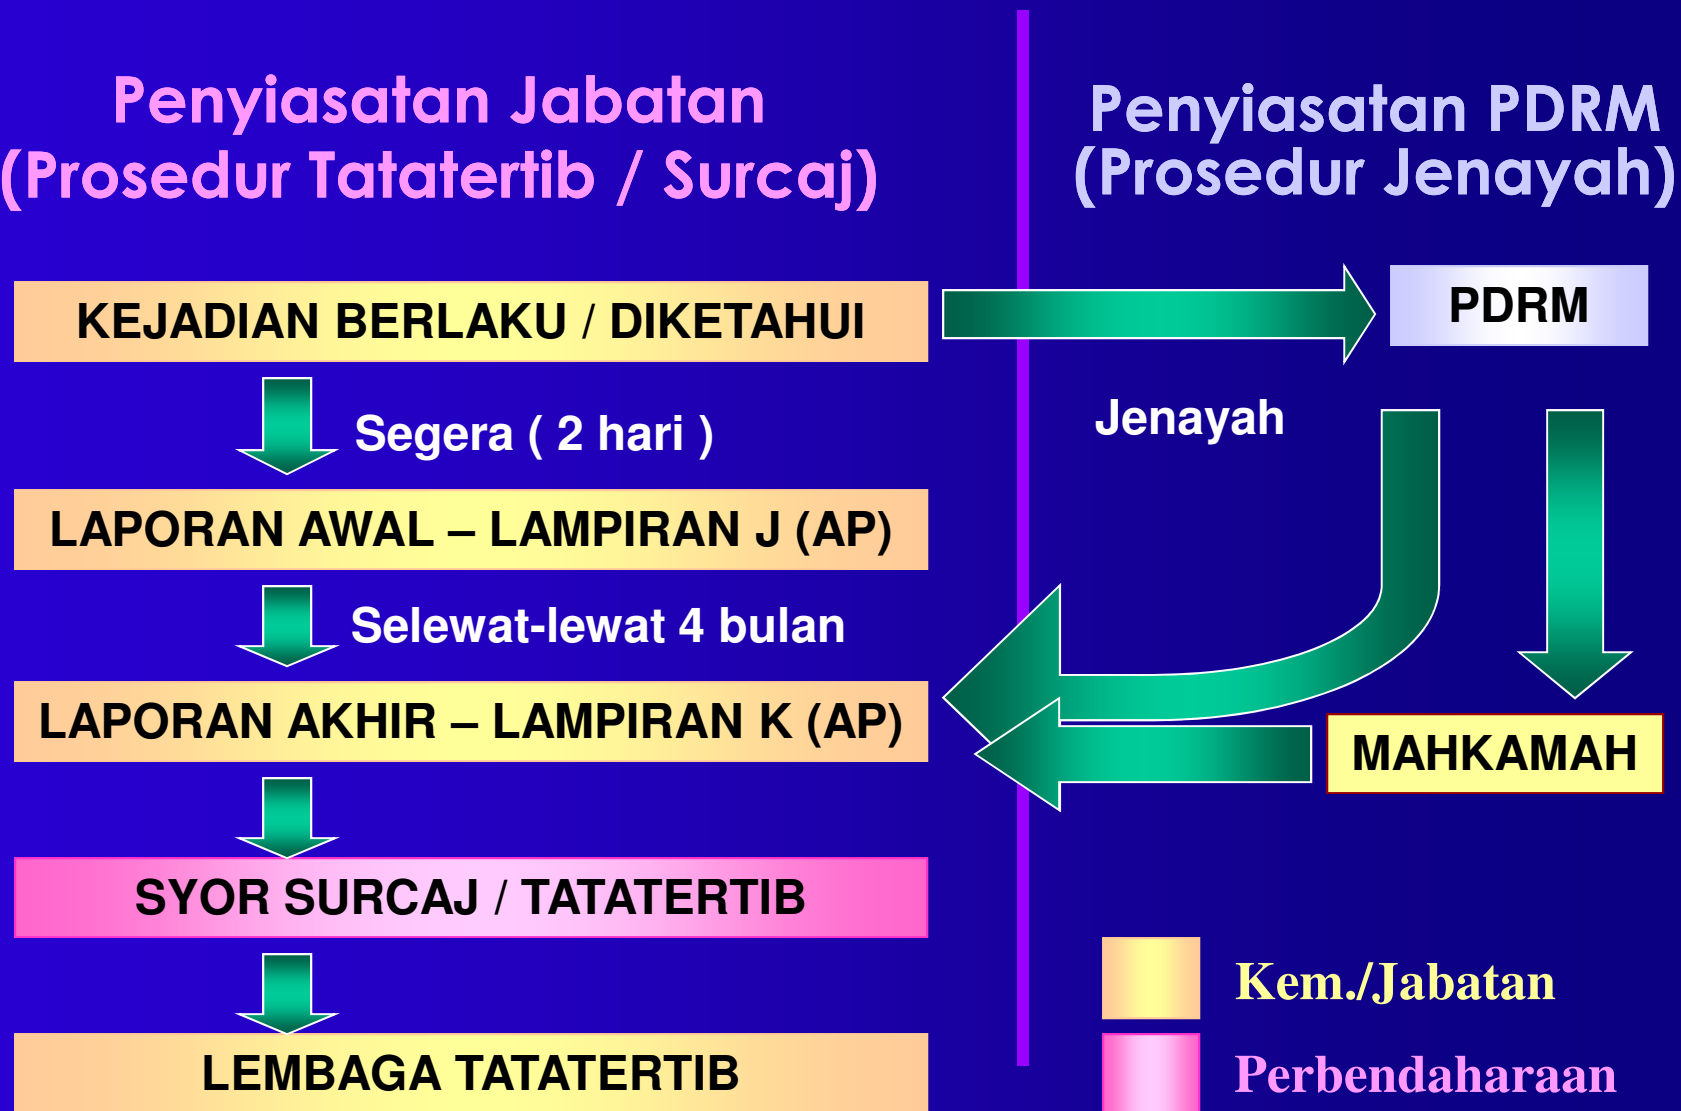 Penyiasatan Jabatan
(Prosedur Tatatertib / Surcaj)
Penyiasatan PDRM
(Prosedur Jenayah)
KEJADIAN BERLAKU / DIKETAHUI
PDRM
Segera ( 2 hari )
Jenayah
LAPORAN AWAL – LAMPIRAN J (AP)
Selewat-lewat 4 bulan
LAPORAN AKHIR – LAMPIRAN K (AP)
MAHKAMAH
SYOR SURCAJ / TATATERTIB
LEMBAGA TATATERTIB
Kem./Jabatan
Perbendaharaan